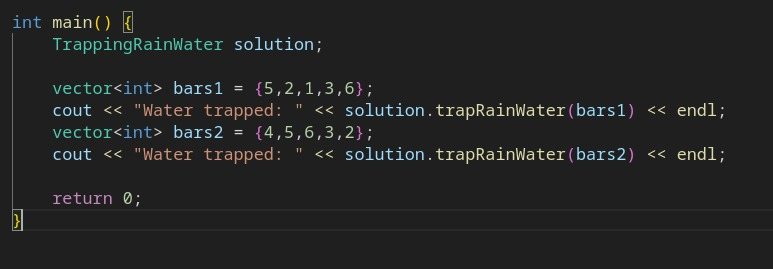 int main() {
    TrappingRainWater solution;

    vector<int> bars1 = {5,2,1,3,6};
    cout << "Water trapped: " << solution.trapRainWater(bars1) << endl;
    vector<int> bars2 = {4,5,6,3,2};
    cout << "Water trapped: " << solution.trapRainWater(bars2) << endl;

    return 0;
}